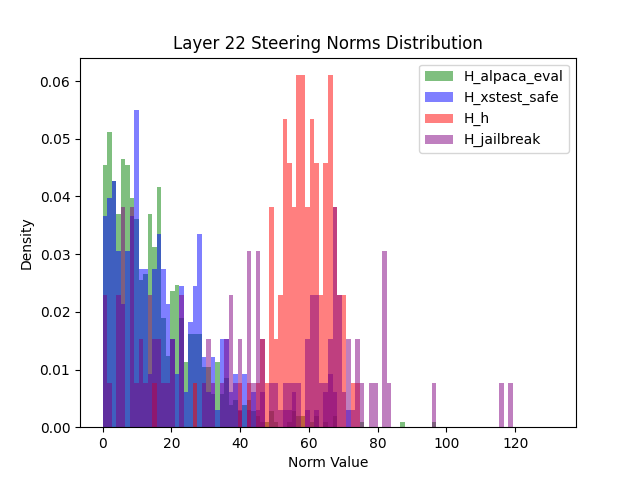 Layer 22 Steering Norms Distribution
H_alpaca_eval
H_xstest_safe
H_h
H_jailbreak
0.06
0.05
0.04
0.03
0.02
0.01
0.00
Density
0 20 40 60 80 100 120
Norm Value